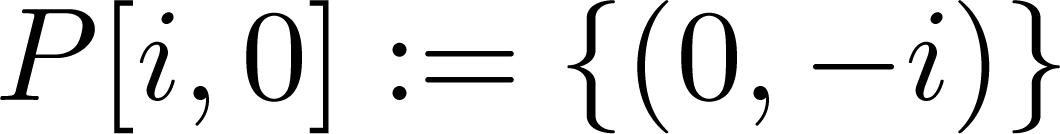 P[i, 0] := {(0, −i)}